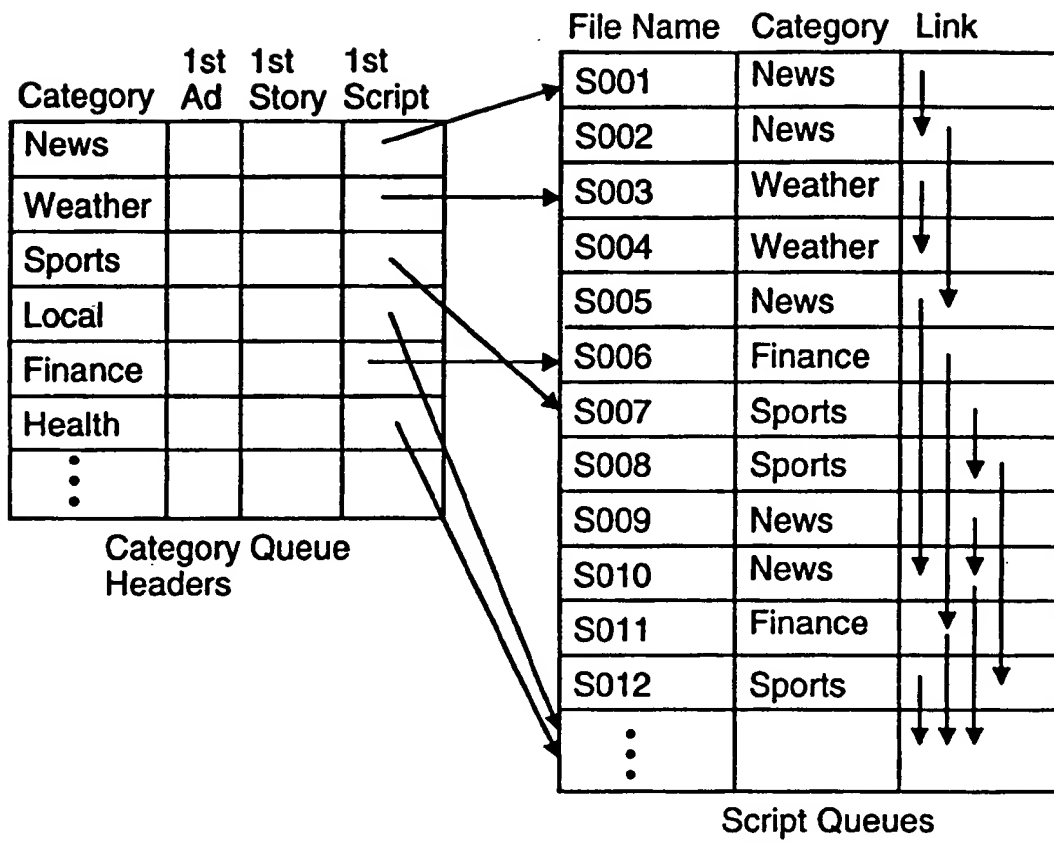 1st 1st 1st
Category Ad Story Script
News
Weather
Sports
Local
Finance
Health
Category Queue
Headers
File Name Category Link
S001 News
S002 News
S003 Weather
S004 Weather
S005 News
S006 Finance
S007 Sports
S008 Sports
S009 News
S010 News
S011 Finance
S012 Sports
Script Queues